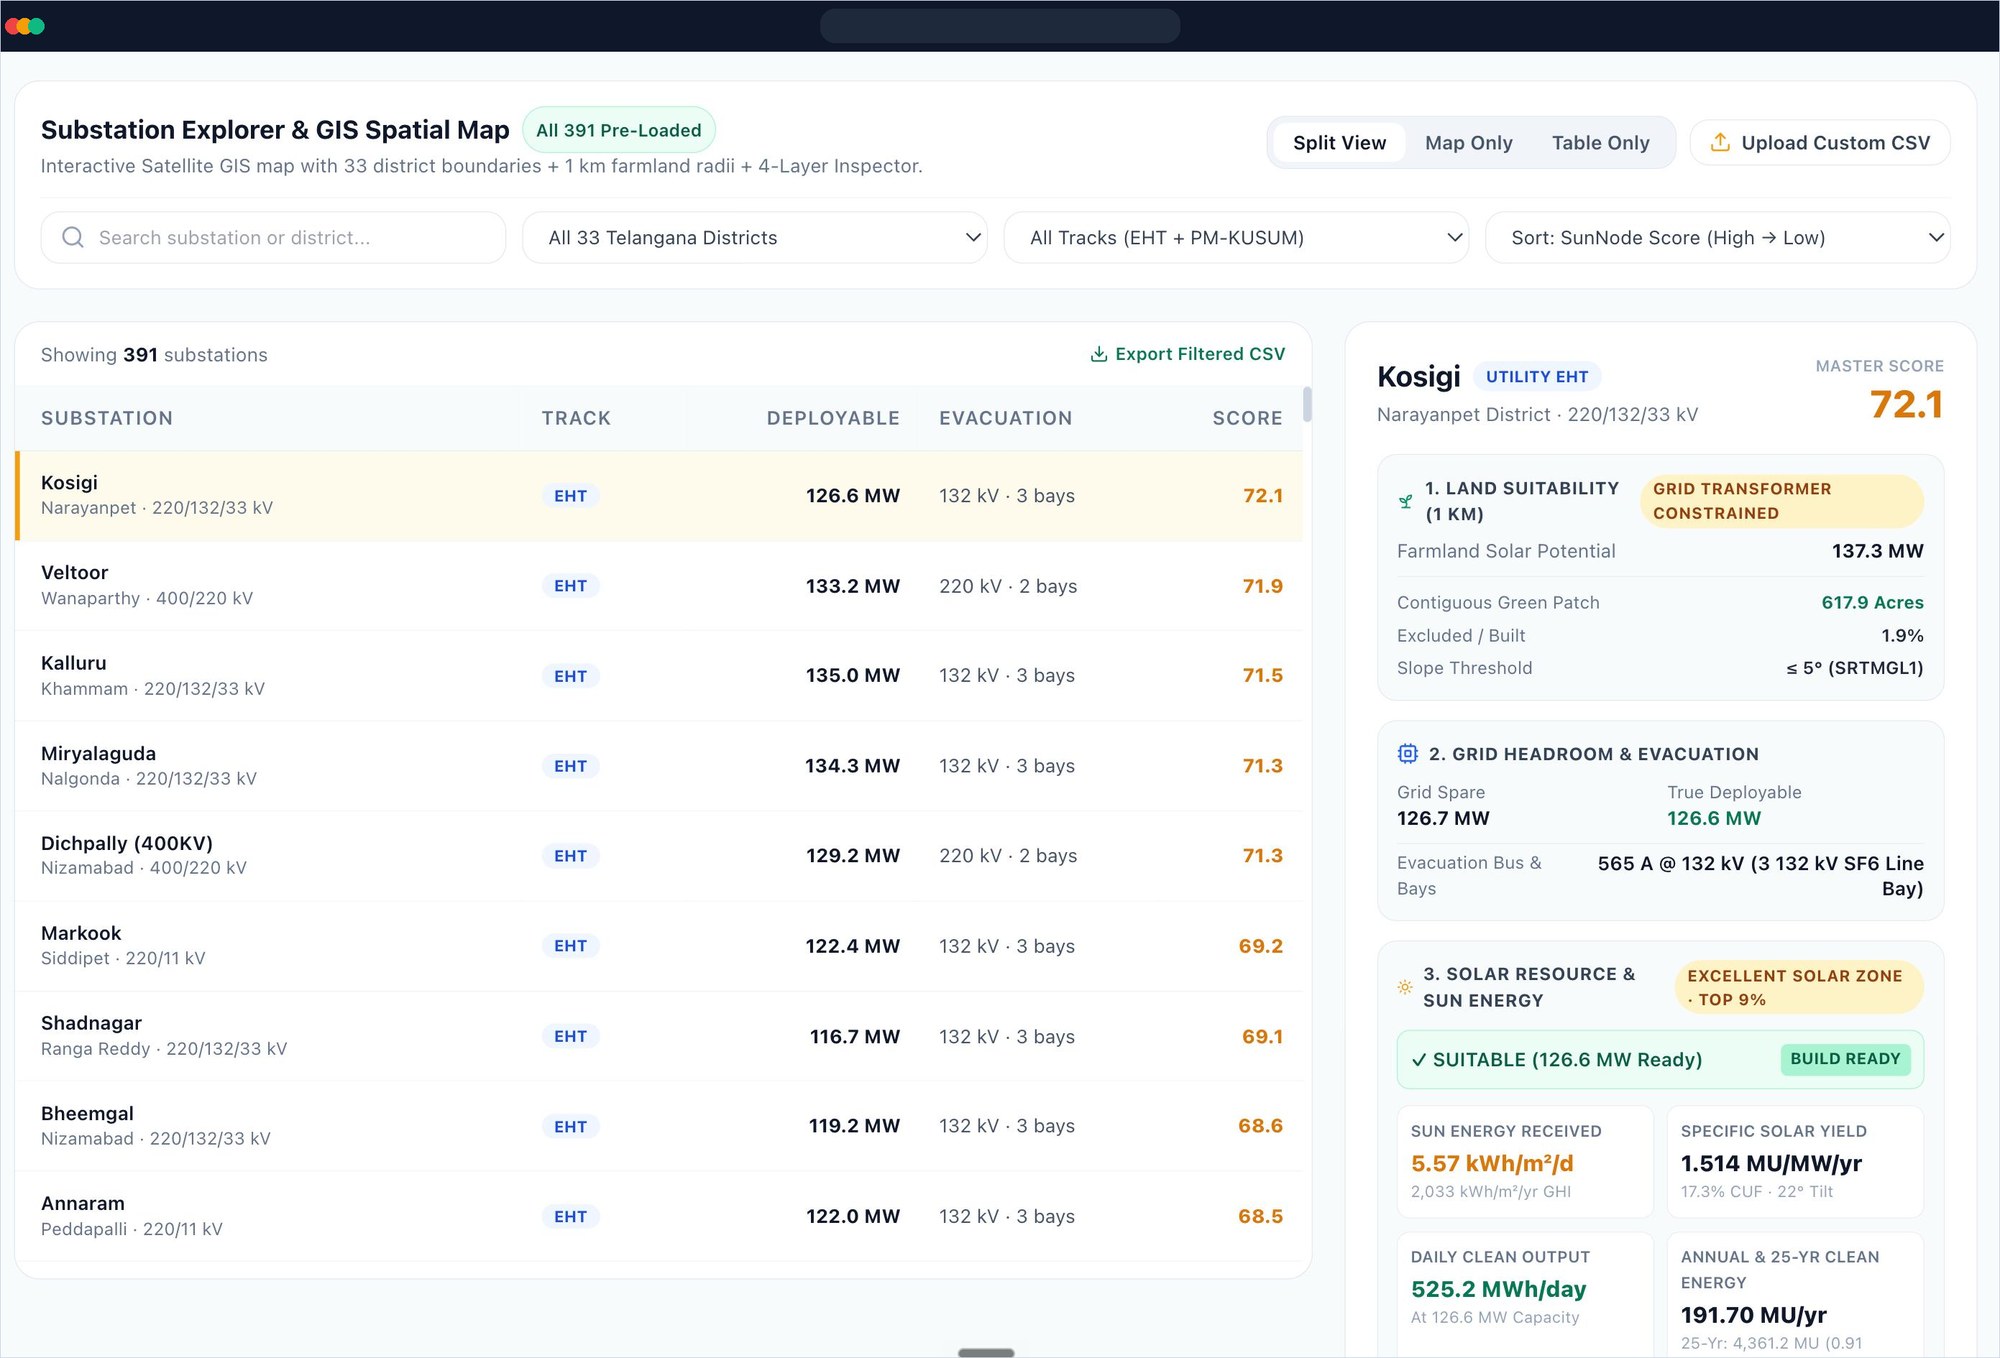 Substation Explorer & GIS Spatial Map
All 391 Pre-Loaded
Interactive Satellite GIS map with 33 district boundaries + 1 km farmland radii + 4-Layer Inspector.
Split View
Map Only
Table Only
Upload Custom CSV
Search substation or district...
All 33 Telangana Districts
All Tracks (EHT + PM-KUSUM)
Sort: SunNode Score (High → Low)
Showing 391 substations
Export Filtered CSV
SUBSTATION TRACK DEPLOYABLE EVACUATION SCORE
Kosigi
Narayanpet · 220/132/33 kV
EHT 126.6 MW 132 kV · 3 bays 72.1
Veltoor
Wanaparthy · 400/220 kV
EHT 133.2 MW 220 kV · 2 bays 71.9
Kalluru
Khammam · 220/132/33 kV
EHT 135.0 MW 132 kV · 3 bays 71.5
Miryalaguda
Nalgonda · 220/132/33 kV
EHT 134.3 MW 132 kV · 3 bays 71.3
Dichpally (400KV)
Nizamabad · 400/220 kV
EHT 129.2 MW 220 kV · 2 bays 71.3
Markook
Siddipet · 220/11 kV
EHT 122.4 MW 132 kV · 3 bays 69.2
Shadnagar
Ranga Reddy · 220/132/33 kV
EHT 116.7 MW 132 kV · 3 bays 69.1
Bheemgal
Nizamabad · 220/132/33 kV
EHT 119.2 MW 132 kV · 3 bays 68.6
Annaram
Peddapalli · 220/11 kV
EHT 122.0 MW 132 kV · 3 bays 68.5
Kosigi
UTILITY EHT
Narayanpet District · 220/132/33 kV
MASTER SCORE
72.1
1. LAND SUITABILITY
(1 KM)
GRID TRANSFORMER
CONSTRAINED
Farmland Solar Potential 137.3 MW
Contiguous Green Patch 617.9 Acres
Excluded / Built 1.9%
Slope Threshold ≤ 5° (SRTMGL1)
2. GRID HEADROOM & EVACUATION
Grid Spare
126.7 MW
True Deployable
126.6 MW
Evacuation Bus &
Bays
565 A @ 132 kV (3 132 kV SF6 Line
Bay)
3. SOLAR RESOURCE &
SUN ENERGY
EXCELLENT SOLAR ZONE
· TOP 9%
✓ SUITABLE (126.6 MW Ready)
BUILD READY
SUN ENERGY RECEIVED
5.57 kWh/m²/d
2,033 kWh/m²/yr GHI
SPECIFIC SOLAR YIELD
1.514 MU/MW/yr
17.3% CUF · 22° Tilt
DAILY CLEAN OUTPUT
525.2 MWh/day
At 126.6 MW Capacity
ANNUAL & 25-YR CLEAN
ENERGY
191.70 MU/yr
25-Yr: 4,361.2 MU (0.91